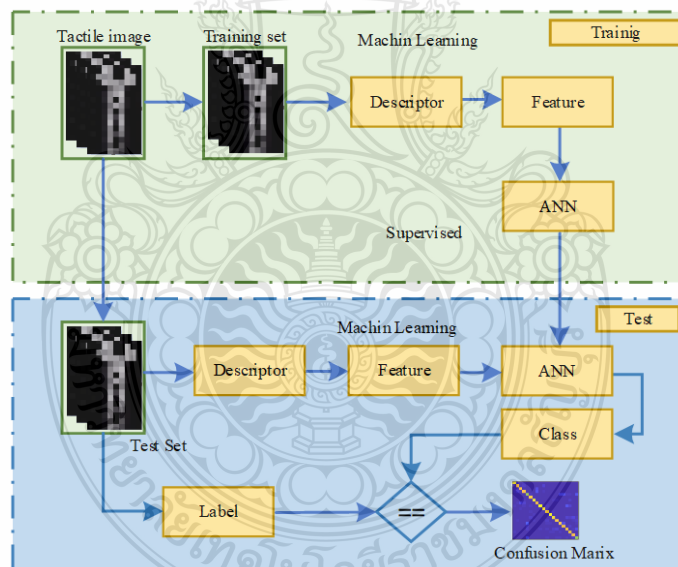 Tactile image
Training set
Machin Learning
Trainig
Descriptor
Feature
ANN
Supervised
Machin Learning
Test
Descriptor
Feature
ANN
Test Set
Class
Label
==
Confusion Marix